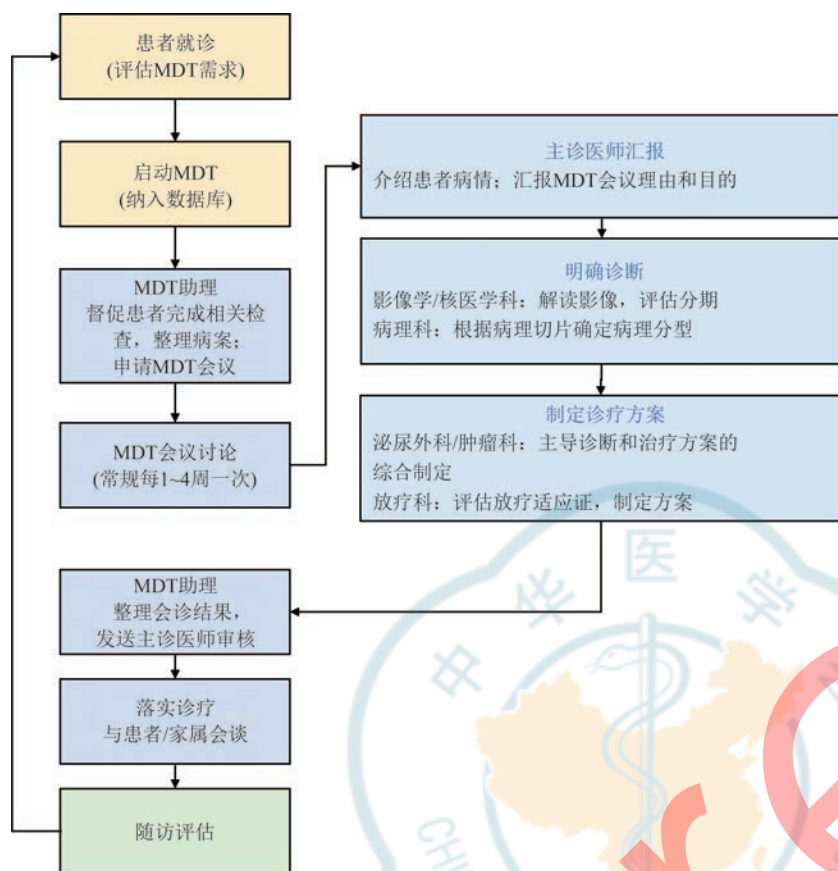 患者就诊
(评估MDT需求)
启动MDT
(纳入数据库)
MDT助理
督促患者完成相关检
查，整理病案；
申请MDT会议
MDT会议讨论
(常规每1~4周一次)
主诊医师汇报
介绍患者病情；汇报MDT会议理由和目的
明确诊断
影像学/核医学科：解读影像，评估分期
病理科：根据病理切片确定病理分型
制定诊疗方案
泌尿外科/肿瘤科：主导诊断和治疗方案的
综合制定
放疗科：评估放疗适应证，制定方案
MDT助理
整理会诊结果，
发送主诊医师审核
落实诊疗
与患者/家属会谈
随访评估
中华医学
CHI